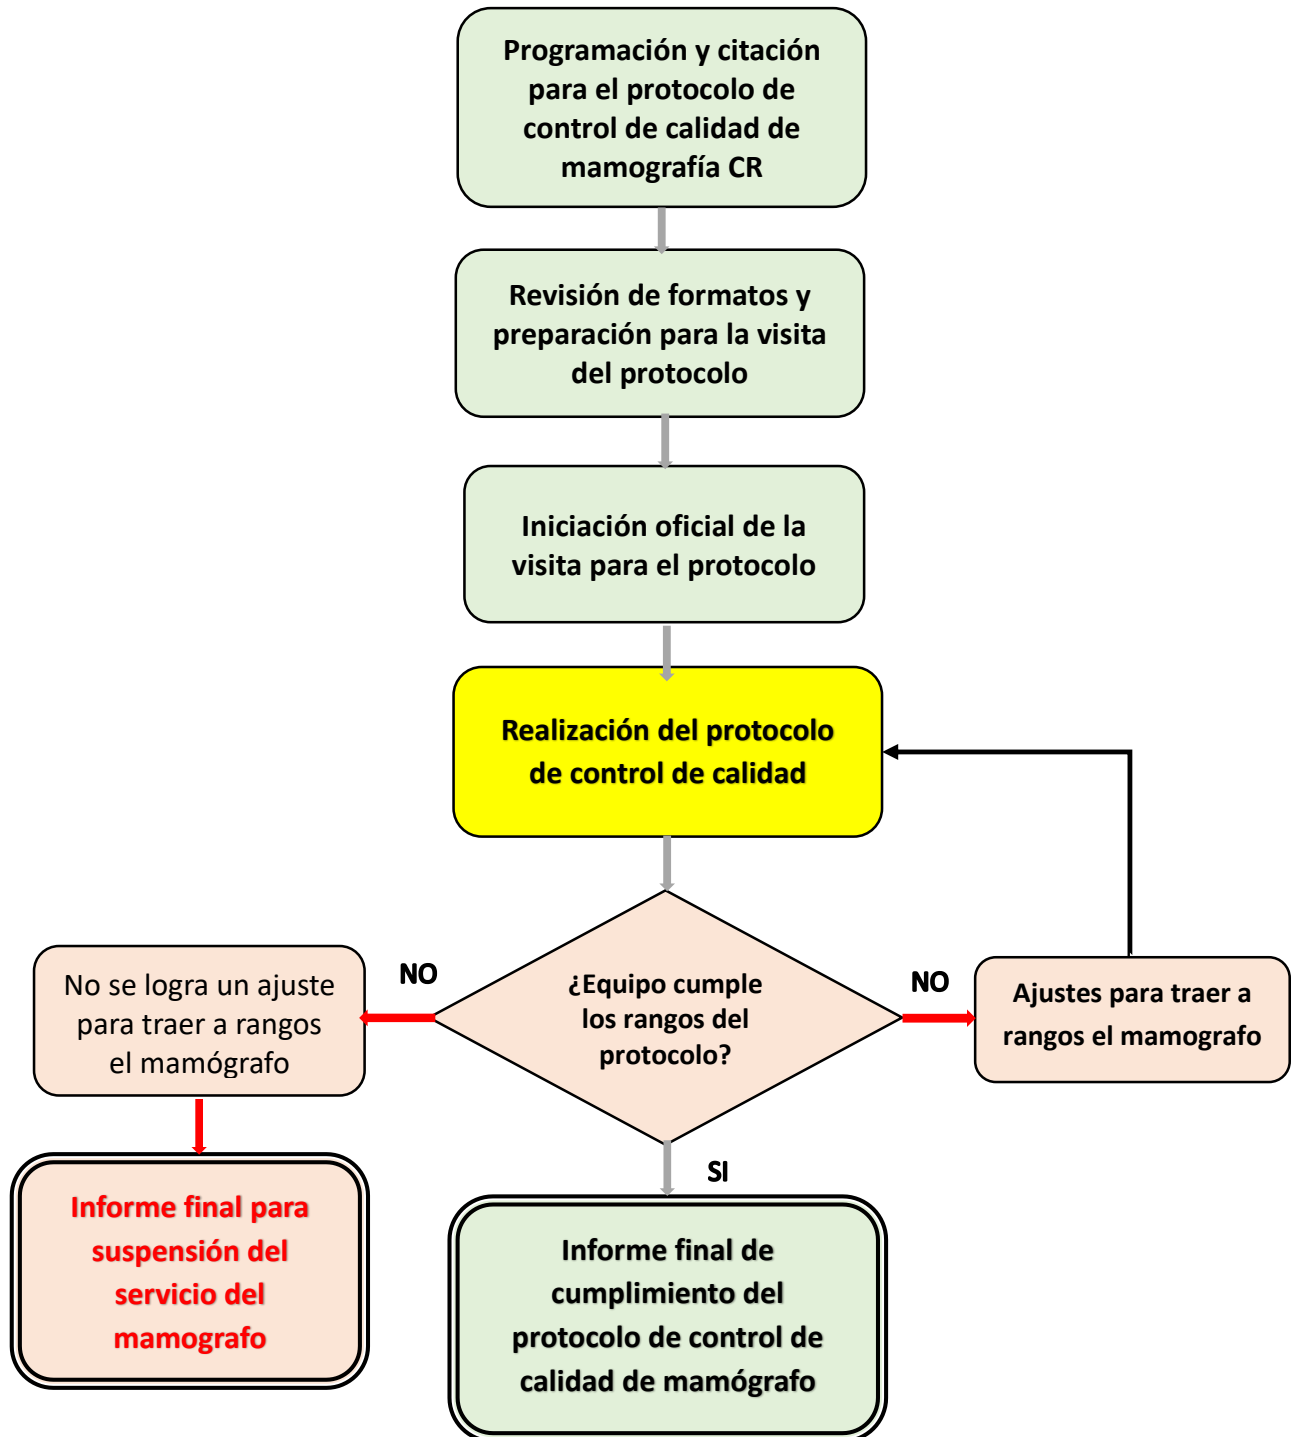 Programación y citación
para el protocolo de
control de calidad de
mamografía CR
Revisión de formatos y
preparación para la visita
del protocolo
Iniciación oficial de la
visita para el protocolo
Realización del protocolo
de control de calidad
¿Equipo cumple
los rangos del
protocolo?
NO
No se logra un ajuste
para traer a rangos
el mamógrafo
NO
Ajustes para traer a
rangos el mamografo
SI
Informe final para
suspensión del
servicio del
mamografo
Informe final de
cumplimiento del
protocolo de control de
calidad de mamógrafo